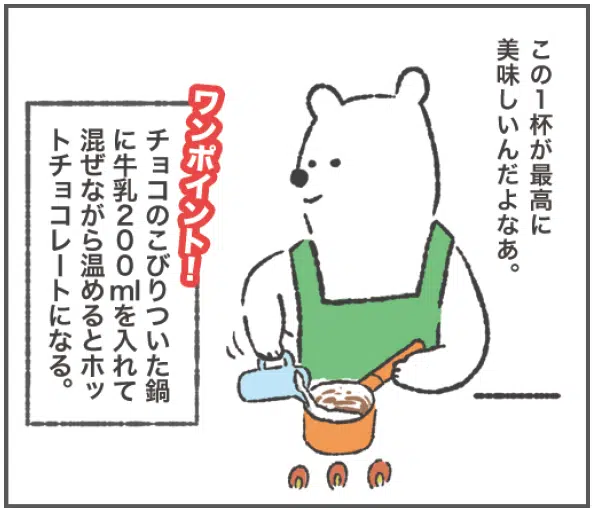 この1杯が最高に
美味しいんだよなあ。
ワンポイント！
チョコのこびりついた鍋
に牛乳200mlを入れて
混ぜながら温めるとホッ
トチョコレートになる。